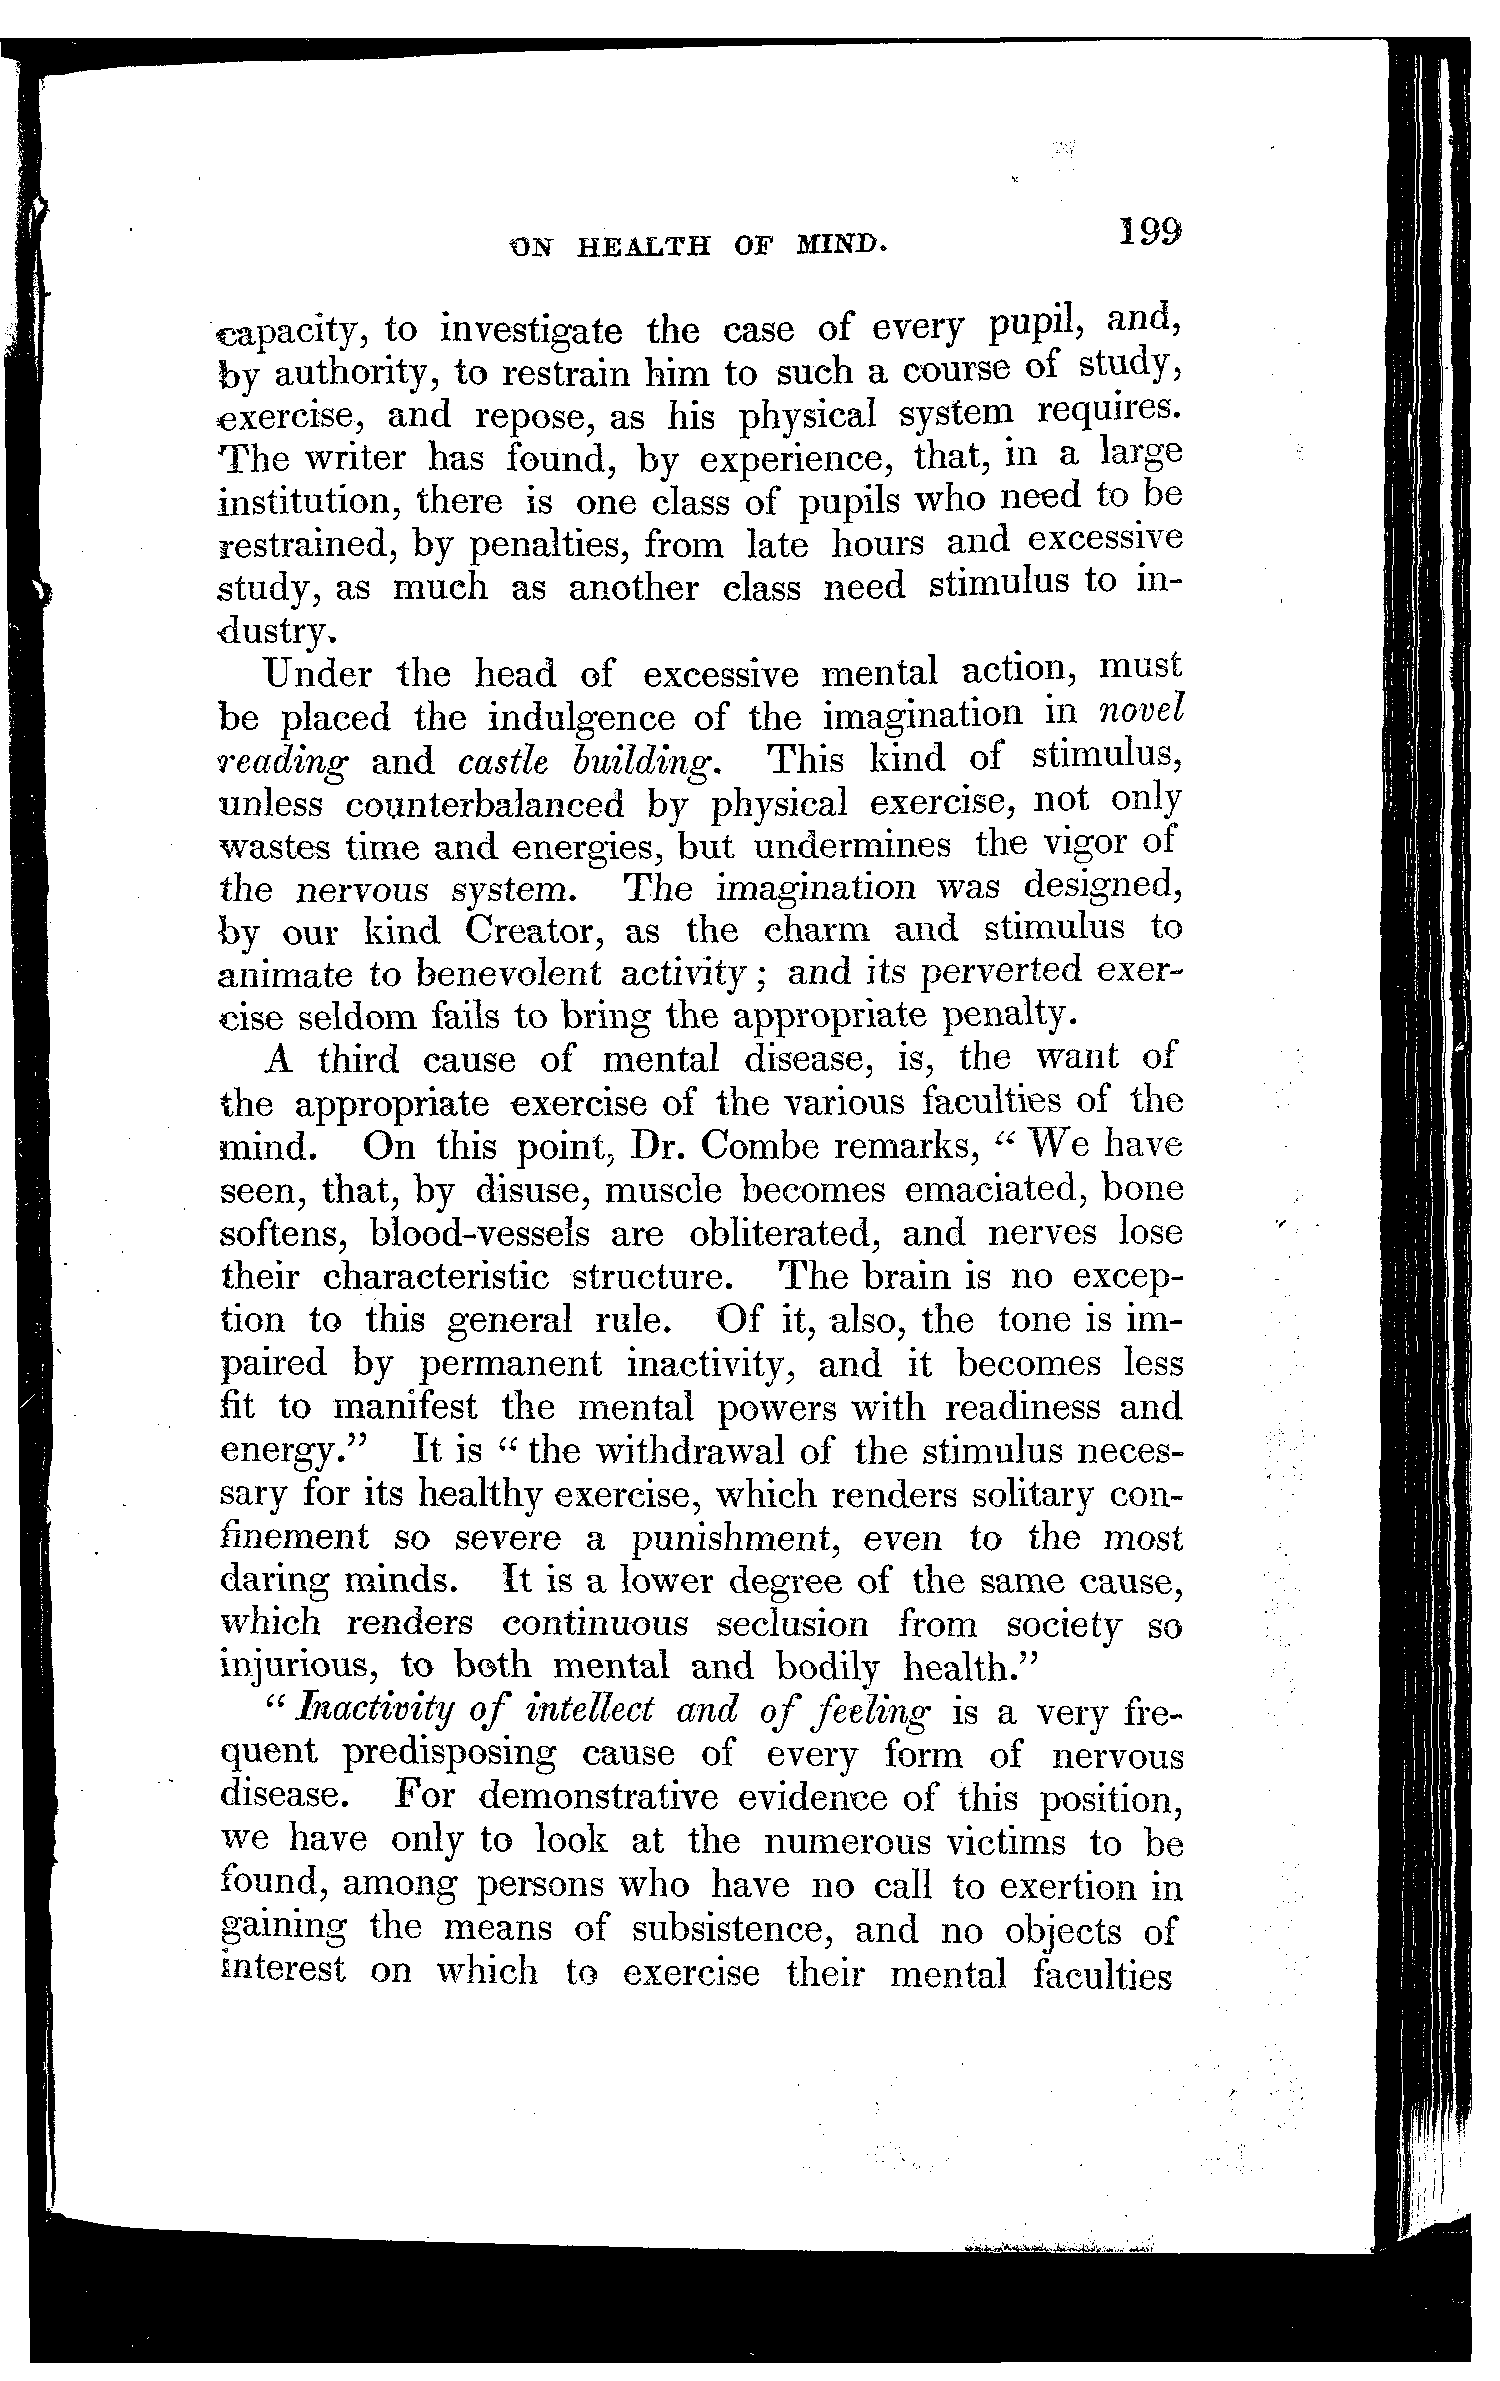 ON HEALTH OF MIND. 199
capacity, to investigate the case of every pupil, and,
by authority, to restrain him to such a course of study,
exercise, and repose, as his physical system requires.
The writer has found, by experience, that, in a large
institution, there is one class of pupils who need to be
restrained, by penalties, from late hours and excessive
study, as much as another class need stimulus to in-
dustry.
Under the head of excessive mental action, must
be placed the indulgence of the imagination in novel
reading and castle building. This kind of stimulus,
unless counterbalanced by physical exercise, not only
wastes time and energies, but undermines the vigor of
the nervous system. The imagination was designed,
by our kind Creator, as the charm and stimulus to
animate to benevolent activity; and its perverted exer-
cise seldom fails to bring the appropriate penalty.
A third cause of mental disease, is, the want of
the appropriate exercise of the various faculties of the
mind. On this point, Dr. Combe remarks, “We have
seen, that, by disuse, muscle becomes emaciated, bone
softens, blood-vessels are obliterated, and nerves lose
their characteristic structure. The brain is no excep-
tion to this general rule. Of it, also, the tone is im-
paired by permanent inactivity, and it becomes less
fit to manifest the mental powers with readiness and
energy.” It is “the withdrawal of the stimulus neces-
sary for its healthy exercise, which renders solitary con-
finement so severe a punishment, even to the most
daring minds. It is a lower degree of the same cause,
which renders continuous seclusion from society so
injurious, to both mental and bodily health.”
“Inactivity of intellect and of feeling is a very fre-
quent predisposing cause of every form of nervous
disease. For demonstrative evidence of this position,
we have only to look at the numerous victims to be
found, among persons who have no call to exertion in
gaining the means of subsistence, and no objects of
interest on which to exercise their mental faculties